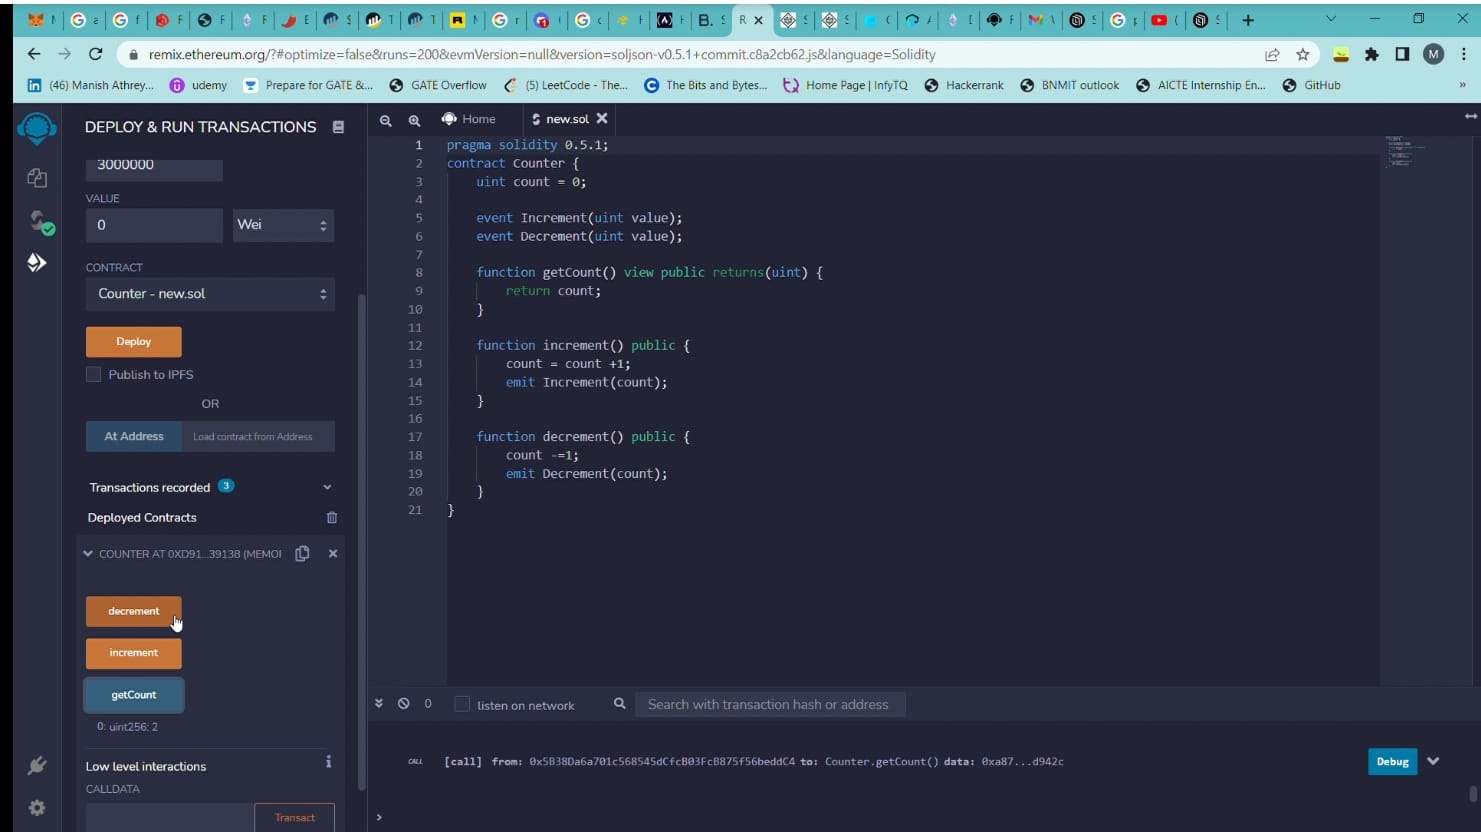 remix.ethereum.org/?#optimize=false&runs=200&evmVersion=null&version=soljson-v0.5.1+commit.c8a2cb62.js&language=Solidity
M
(46) Manish Athrey...
udemy
Prepare for GATE &...
GATE Overflow
(5) LeetCode - The...
The Bits and Bytes...
Home Page | InfyTQ
Hackerrank
BNMIT outlook
AICTE Internship En...
GitHub
»
DEPLOY & RUN TRANSACTIONS
Home
new.sol
3000000
VALUE
0
Wei
CONTRACT
Counter - new.sol
Deploy
Publish to IPFS
OR
At Address
Load contract from Address
Transactions recorded 3
Deployed Contracts
COUNTER AT 0XD91...39138 (MEMOR
decrement
increment
getCount
0: uint256: 2
Low level interactions
i
CALLDATA
Transact
1 pragma solidity 0.5.1;
2 contract Counter {
3 uint count = 0;
4
5 event Increment(uint value);
6 event Decrement(uint value);
7
8 function getCount() view public returns(uint) {
9 return count;
10 }
11
12 function increment() public {
13 count = count +1;
14 emit Increment(count);
15 }
16
17 function decrement() public {
18 count -=1;
19 emit Decrement(count);
20 }
21 }
0
listen on network
Search with transaction hash or address
CALL [call] from: 0x5B38Da6a701c568545dCfcB03FcB875f56beddC4 to: Counter.getCount() data: 0xa87...d942c
Debug
>